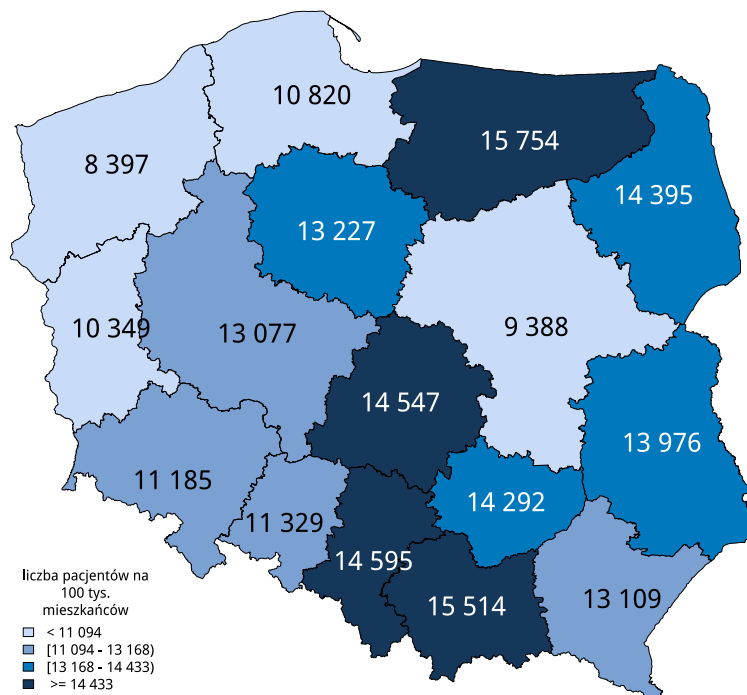 10 820
15 754
8 397
14 395
13 227
10 349
13 077
9 388
14 547
13 976
11 185
14 292
11 329
14 595
13 109
15 514
liczba pacjentów na
100 tys.
mieszkańców
< 11 094
[11 094 - 13 168)
[13 168 - 14 433)
>= 14 433